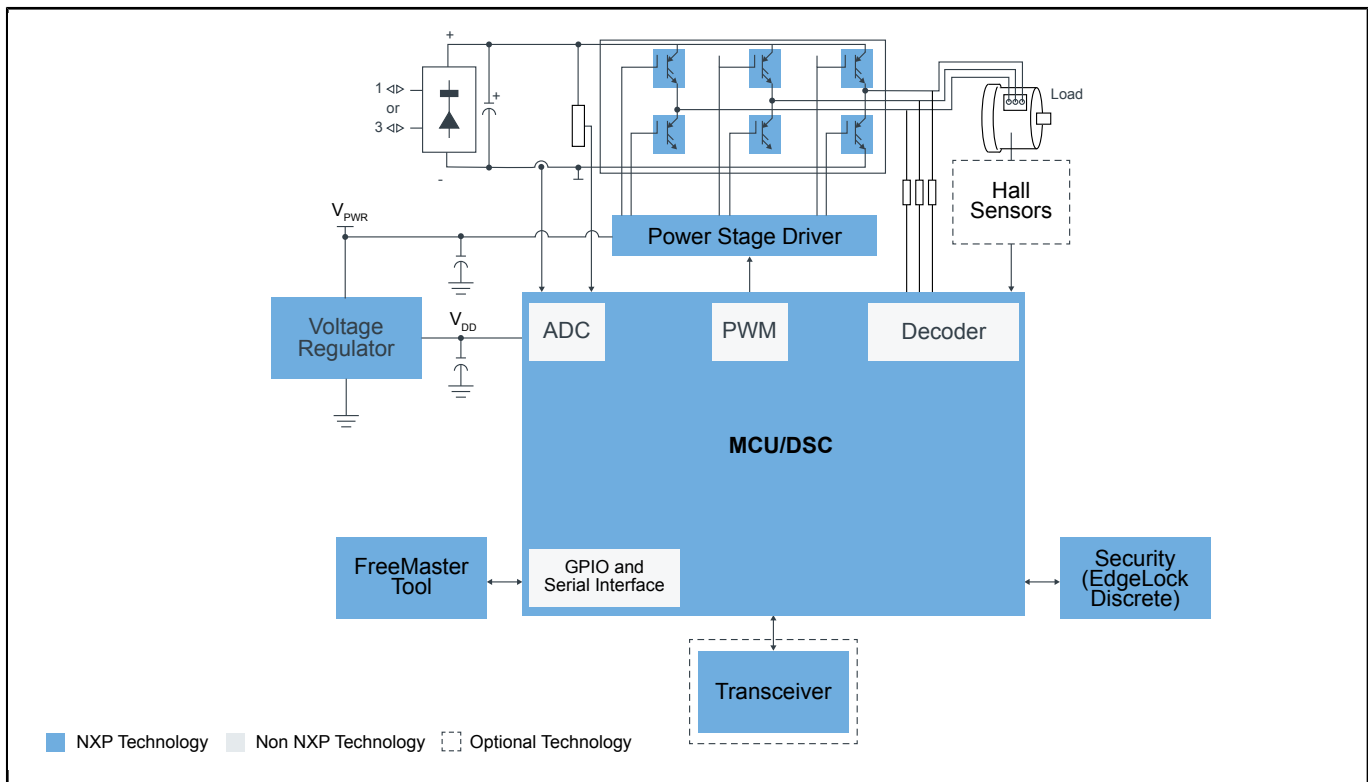 +
1
or
3
+
-
Load
Hall
Sensors
V PWR
Power Stage Driver
Voltage
Regulator
V DD
ADC
PWM
Decoder
MCU/DSC
FreeMaster
Tool
GPIO and
Serial Interface
Security
(EdgeLock
Discrete)
Transceiver
NXP Technology
Non NXP Technology
Optional Technology